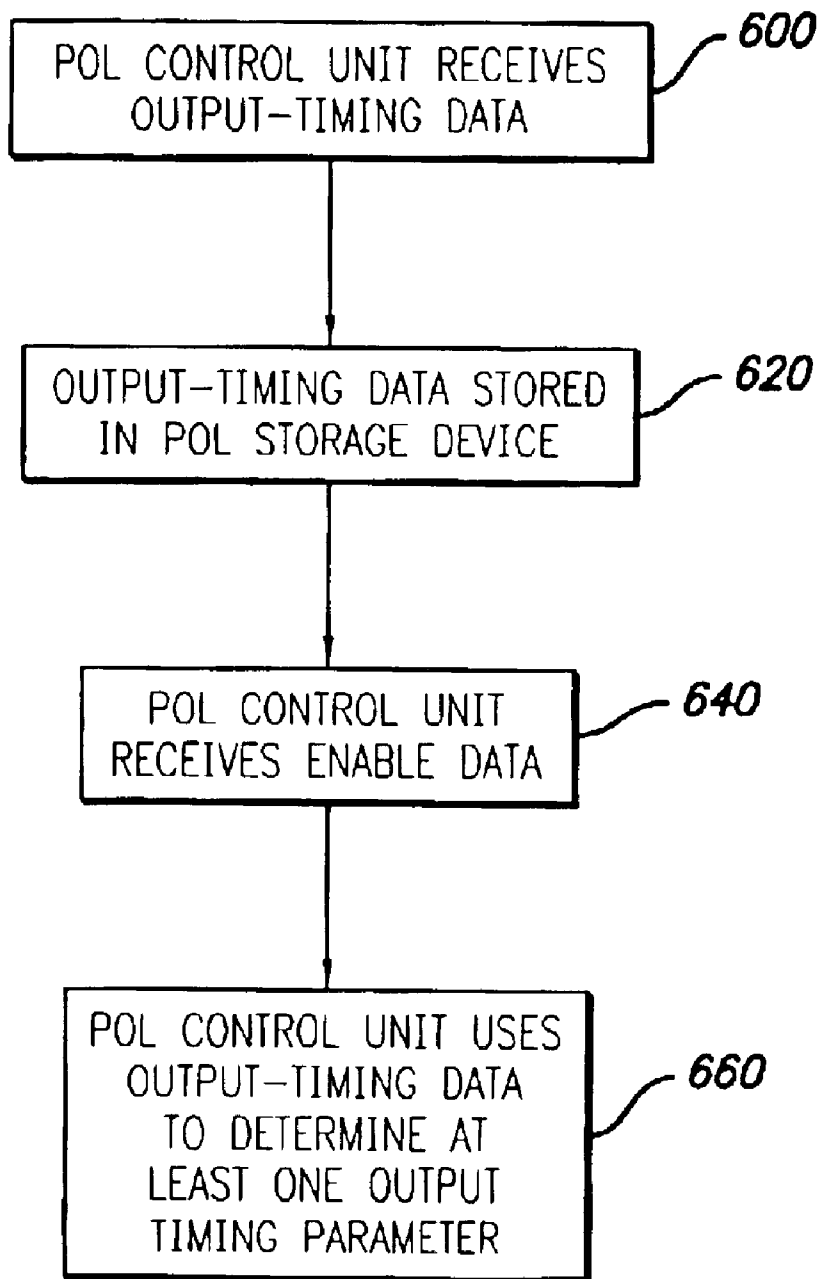 600
POL CONTROL UNIT RECEIVES
OUTPUT-TIMING DATA
620
OUTPUT-TIMING DATA STORED
IN POL STORAGE DEVICE
640
POL CONTROL UNIT
RECEIVES ENABLE DATA
660
POL CONTROL UNIT USES
OUTPUT-TIMING DATA
TO DETERMINE AT
LEAST ONE OUTPUT
TIMING PARAMETER